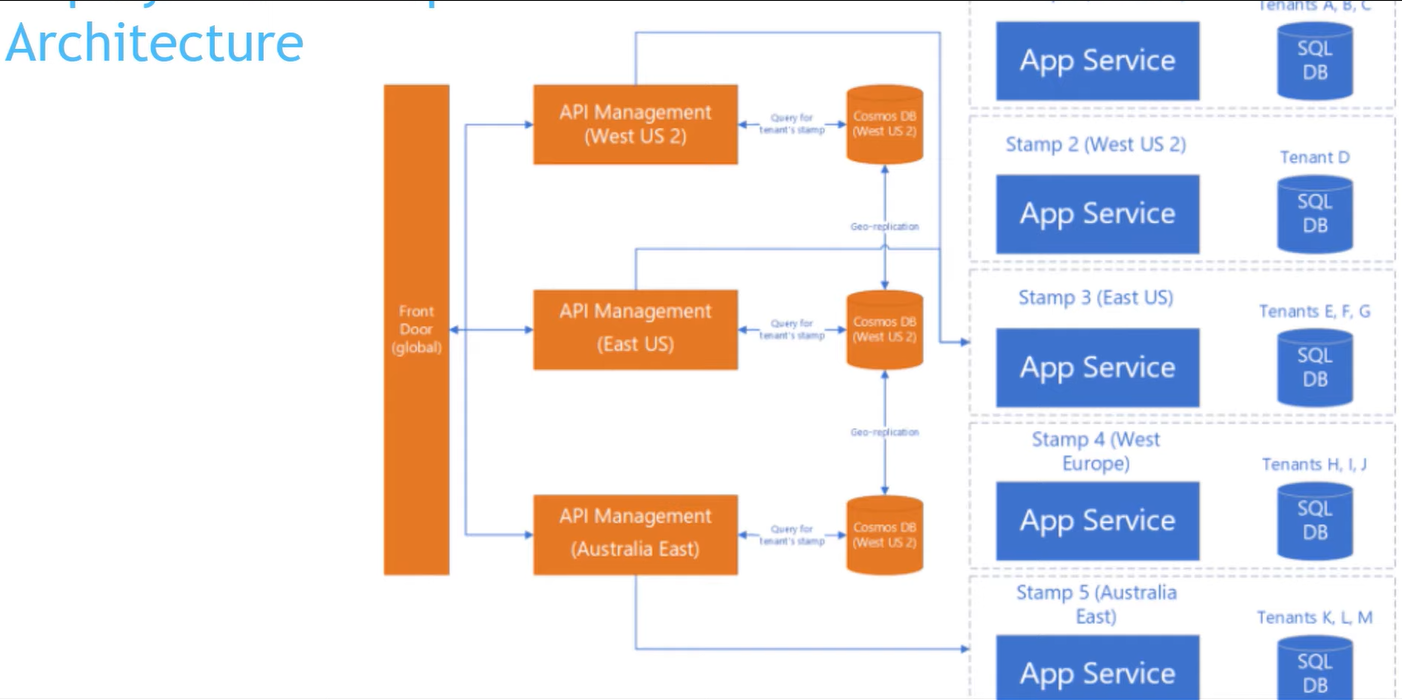 Architecture
Front
Door
(global)
API Management
(West US 2)
Query for
tenant's stamp
Cosmos DB
(West US 2)
Geo-replication
API Management
(East US)
Query for
tenant's stamp
Cosmos DB
(West US 2)
Geo-replication
API Management
(Australia East)
Query for
tenant's stamp
Cosmos DB
(West US 2)
Tenants A, B, C
App Service
SQL
DB
Stamp 2 (West US 2)
Tenant D
App Service
SQL
DB
Stamp 3 (East US)
Tenants E, F, G
App Service
SQL
DB
Stamp 4 (West
Europe)
Tenants H, I, J
App Service
SQL
DB
Stamp 5 (Australia
East)
Tenants K, L, M
App Service
SQL
DB